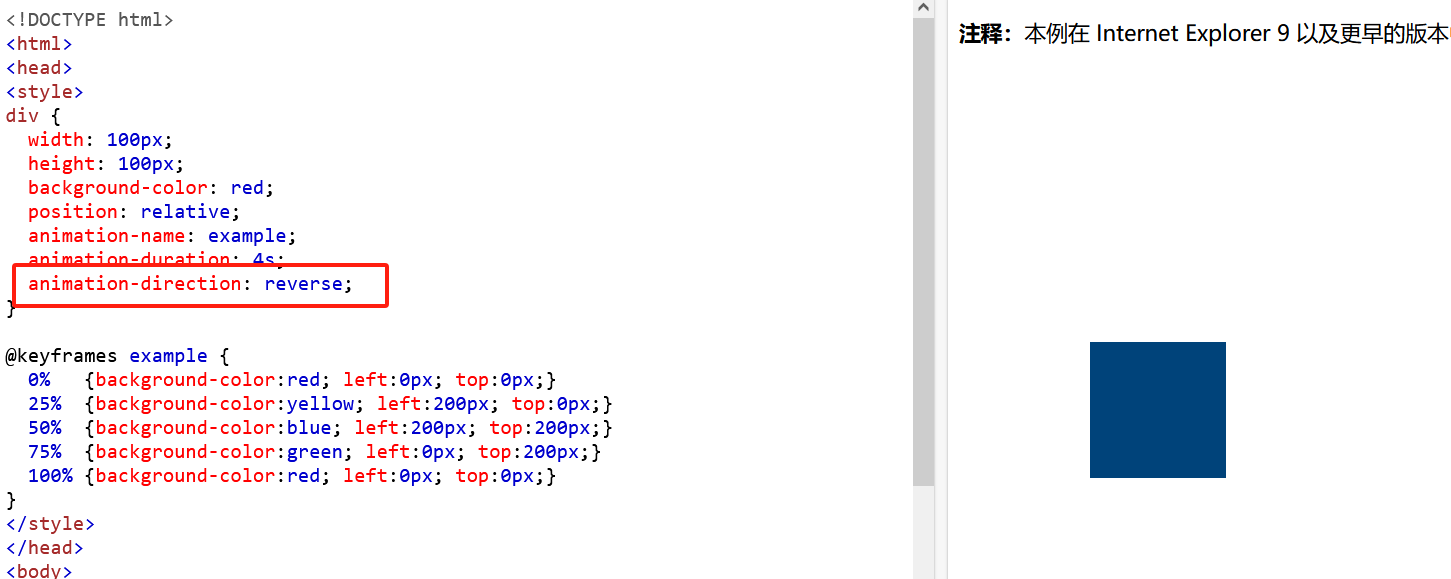 <!DOCTYPE html>
<html>
<head>
<style>
div {
  width: 100px;
  height: 100px;
  background-color: red;
  position: relative;
  animation-name: example;
  animation-duration: 4s;
  animation-direction: reverse;
}
@keyframes example {
  0%   {background-color:red; left:0px; top:0px;}
  25%  {background-color:yellow; left:200px; top:0px;}
  50%  {background-color:blue; left:200px; top:200px;}
  75%  {background-color:green; left:0px; top:200px;}
  100% {background-color:red; left:0px; top:0px;}
}
</style>
</head>
<body>
注释：本例在 Internet Explorer 9 以及更早的版本